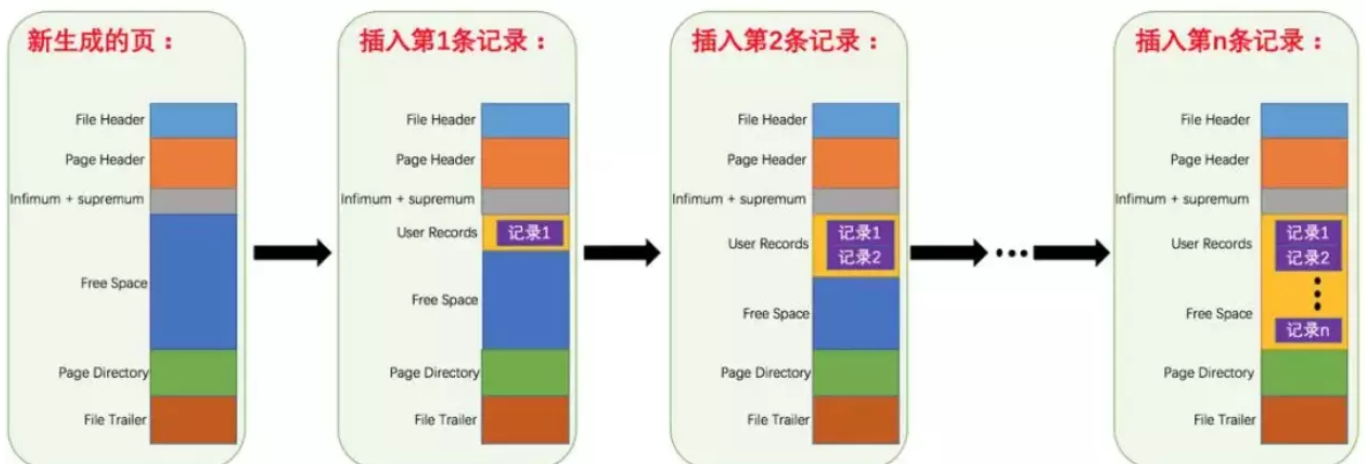 新生成的页：
File Header
Page Header
Infimum + supremum
Free Space
Page Directory
File Trailer
插入第1条记录：
File Header
Page Header
Infimum + supremum
User Records
记录1
Free Space
Page Directory
File Trailer
插入第2条记录：
File Header
Page Header
Infimum + supremum
User Records
记录1
记录2
Free Space
Page Directory
File Trailer
插入第n条记录：
File Header
Page Header
Infimum + supremum
User Records
记录1
记录2
Free Space
记录n
Page Directory
File Trailer